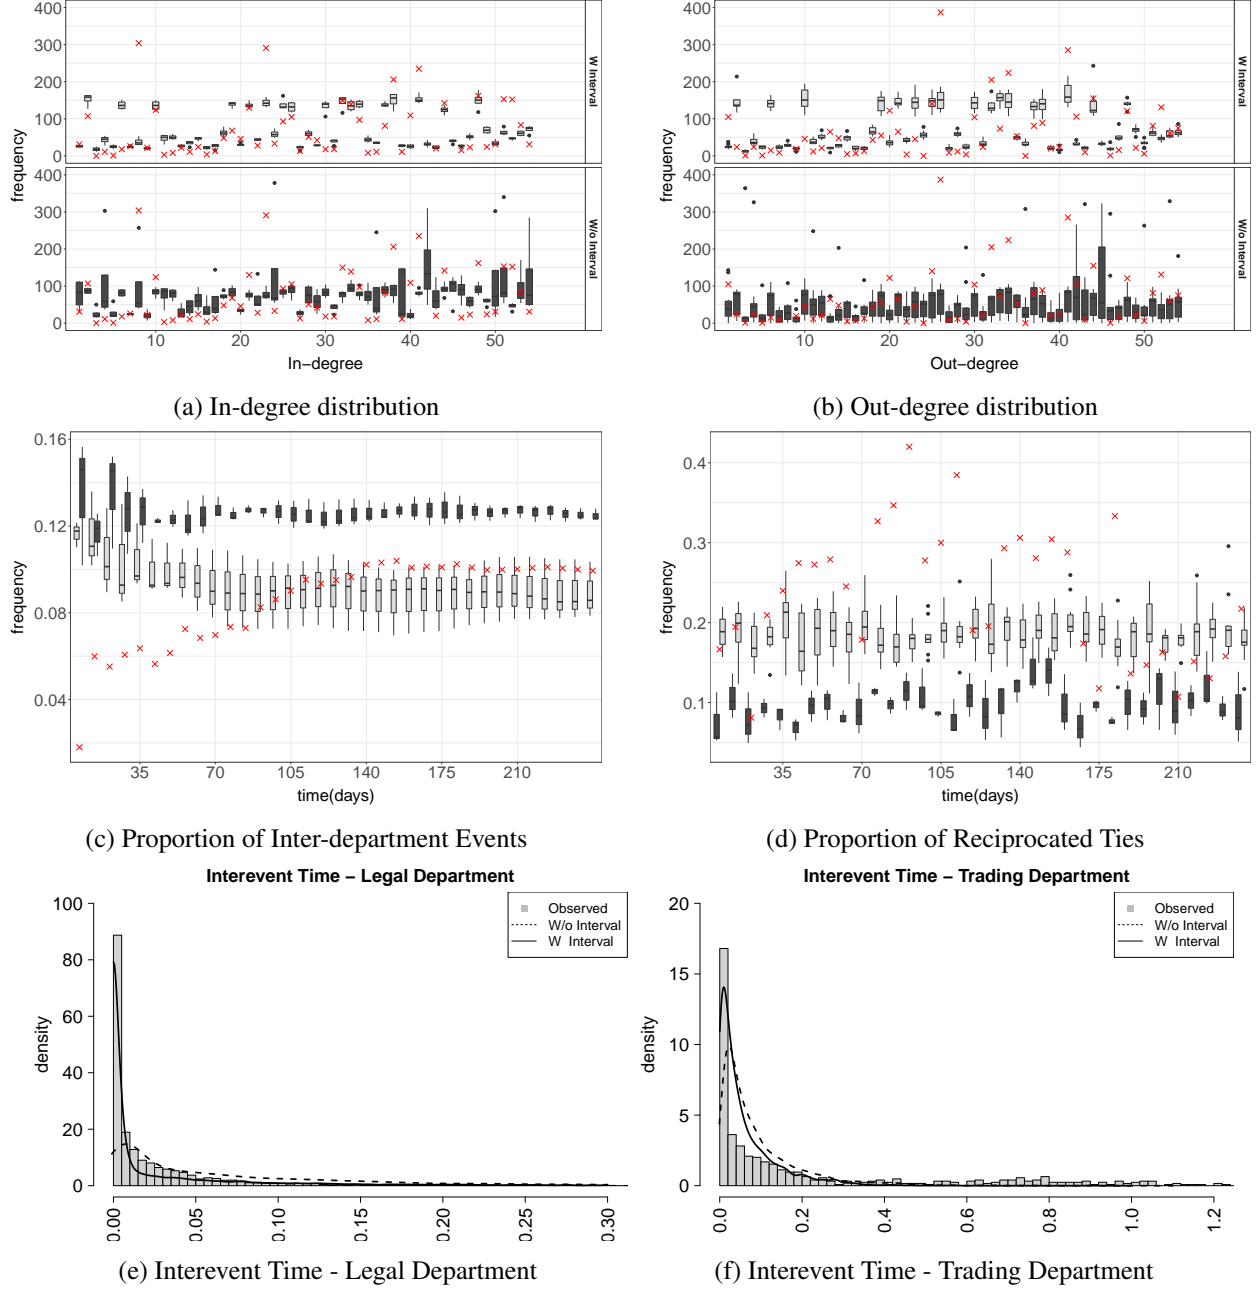 400
300
200
100
0
W Interval
400
300
200
100
0
W/o Interval
frequency
frequency
10 20 30 40 50
In−degree
400
300
200
100
0
W Interval
400
300
200
100
0
W/o Interval
frequency
frequency
10 20 30 40 50
Out−degree
(a) In-degree distribution
(b) Out-degree distribution
0.16
0.12
0.08
0.04
frequency
35 70 105 140 175 210
time(days)
0.4
0.3
0.2
0.1
frequency
35 70 105 140 175 210
time(days)
(c) Proportion of Inter-department Events
(d) Proportion of Reciprocated Ties
Interevent Time − Legal Department
Observed
W/o Interval
W Interval
100
80
60
40
20
0
density
0.00 0.05 0.10 0.15 0.20 0.25 0.30
Interevent Time − Trading Department
Observed
W/o Interval
W Interval
20
15
10
5
0
density
0.0 0.2 0.4 0.6 0.8 1.0 1.2
(e) Interevent Time - Legal Department
(f) Interevent Time - Trading Department